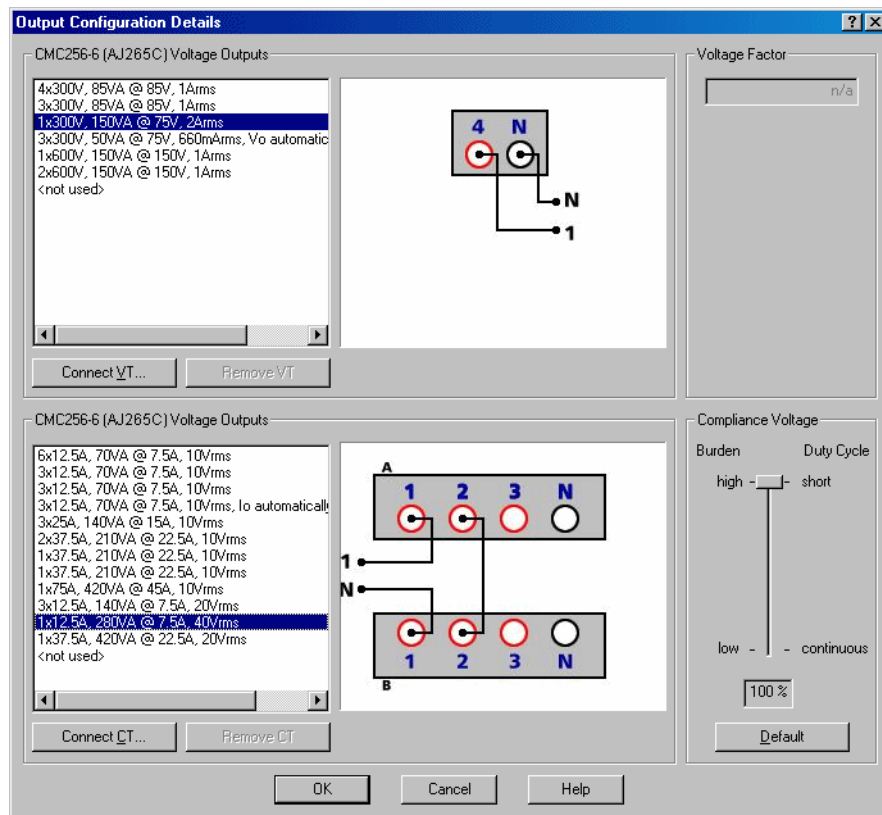 Output Configuration Details
CMC256-6 (AJ265C) Voltage Outputs
4x300V, 85VA @ 85V, 1Arms
3x300V, 85VA @ 85V, 1Arms
1x300V, 150VA @ 75V, 2Arms
3x300V, 50VA @ 75V, 660mArms, Vo automatic
1x600V, 150VA @ 150V, 1Arms
2x600V, 150VA @ 150V, 1Arms
<not used>
4 N
N
1
Connect VT...
Remove VT
Voltage Factor
n/a
CMC256-6 (AJ265C) Voltage Outputs
6x12.5A, 70VA @ 7.5A, 10Vrms
3x12.5A, 70VA @ 7.5A, 10Vrms
3x12.5A, 70VA @ 7.5A, 10Vrms
3x12.5A, 70VA @ 7.5A, 10Vrms, Io automatically
3x25A, 140VA @ 15A, 10Vrms
2x37.5A, 210VA @ 22.5A, 10Vrms
1x37.5A, 210VA @ 22.5A, 10Vrms
1x37.5A, 210VA @ 22.5A, 10Vrms
1x75A, 420VA @ 45A, 10Vrms
3x12.5A, 140VA @ 7.5A, 20Vrms
1x12.5A, 280VA @ 7.5A, 40Vrms
1x37.5A, 420VA @ 22.5A, 20Vrms
<not used>
A
1 2 3 N
1
N
1 2 3 N
B
Connect CT...
Remove CT
Compliance Voltage
Burden Duty Cycle
high - - short
low - - continuous
100 %
Default
OK Cancel Help